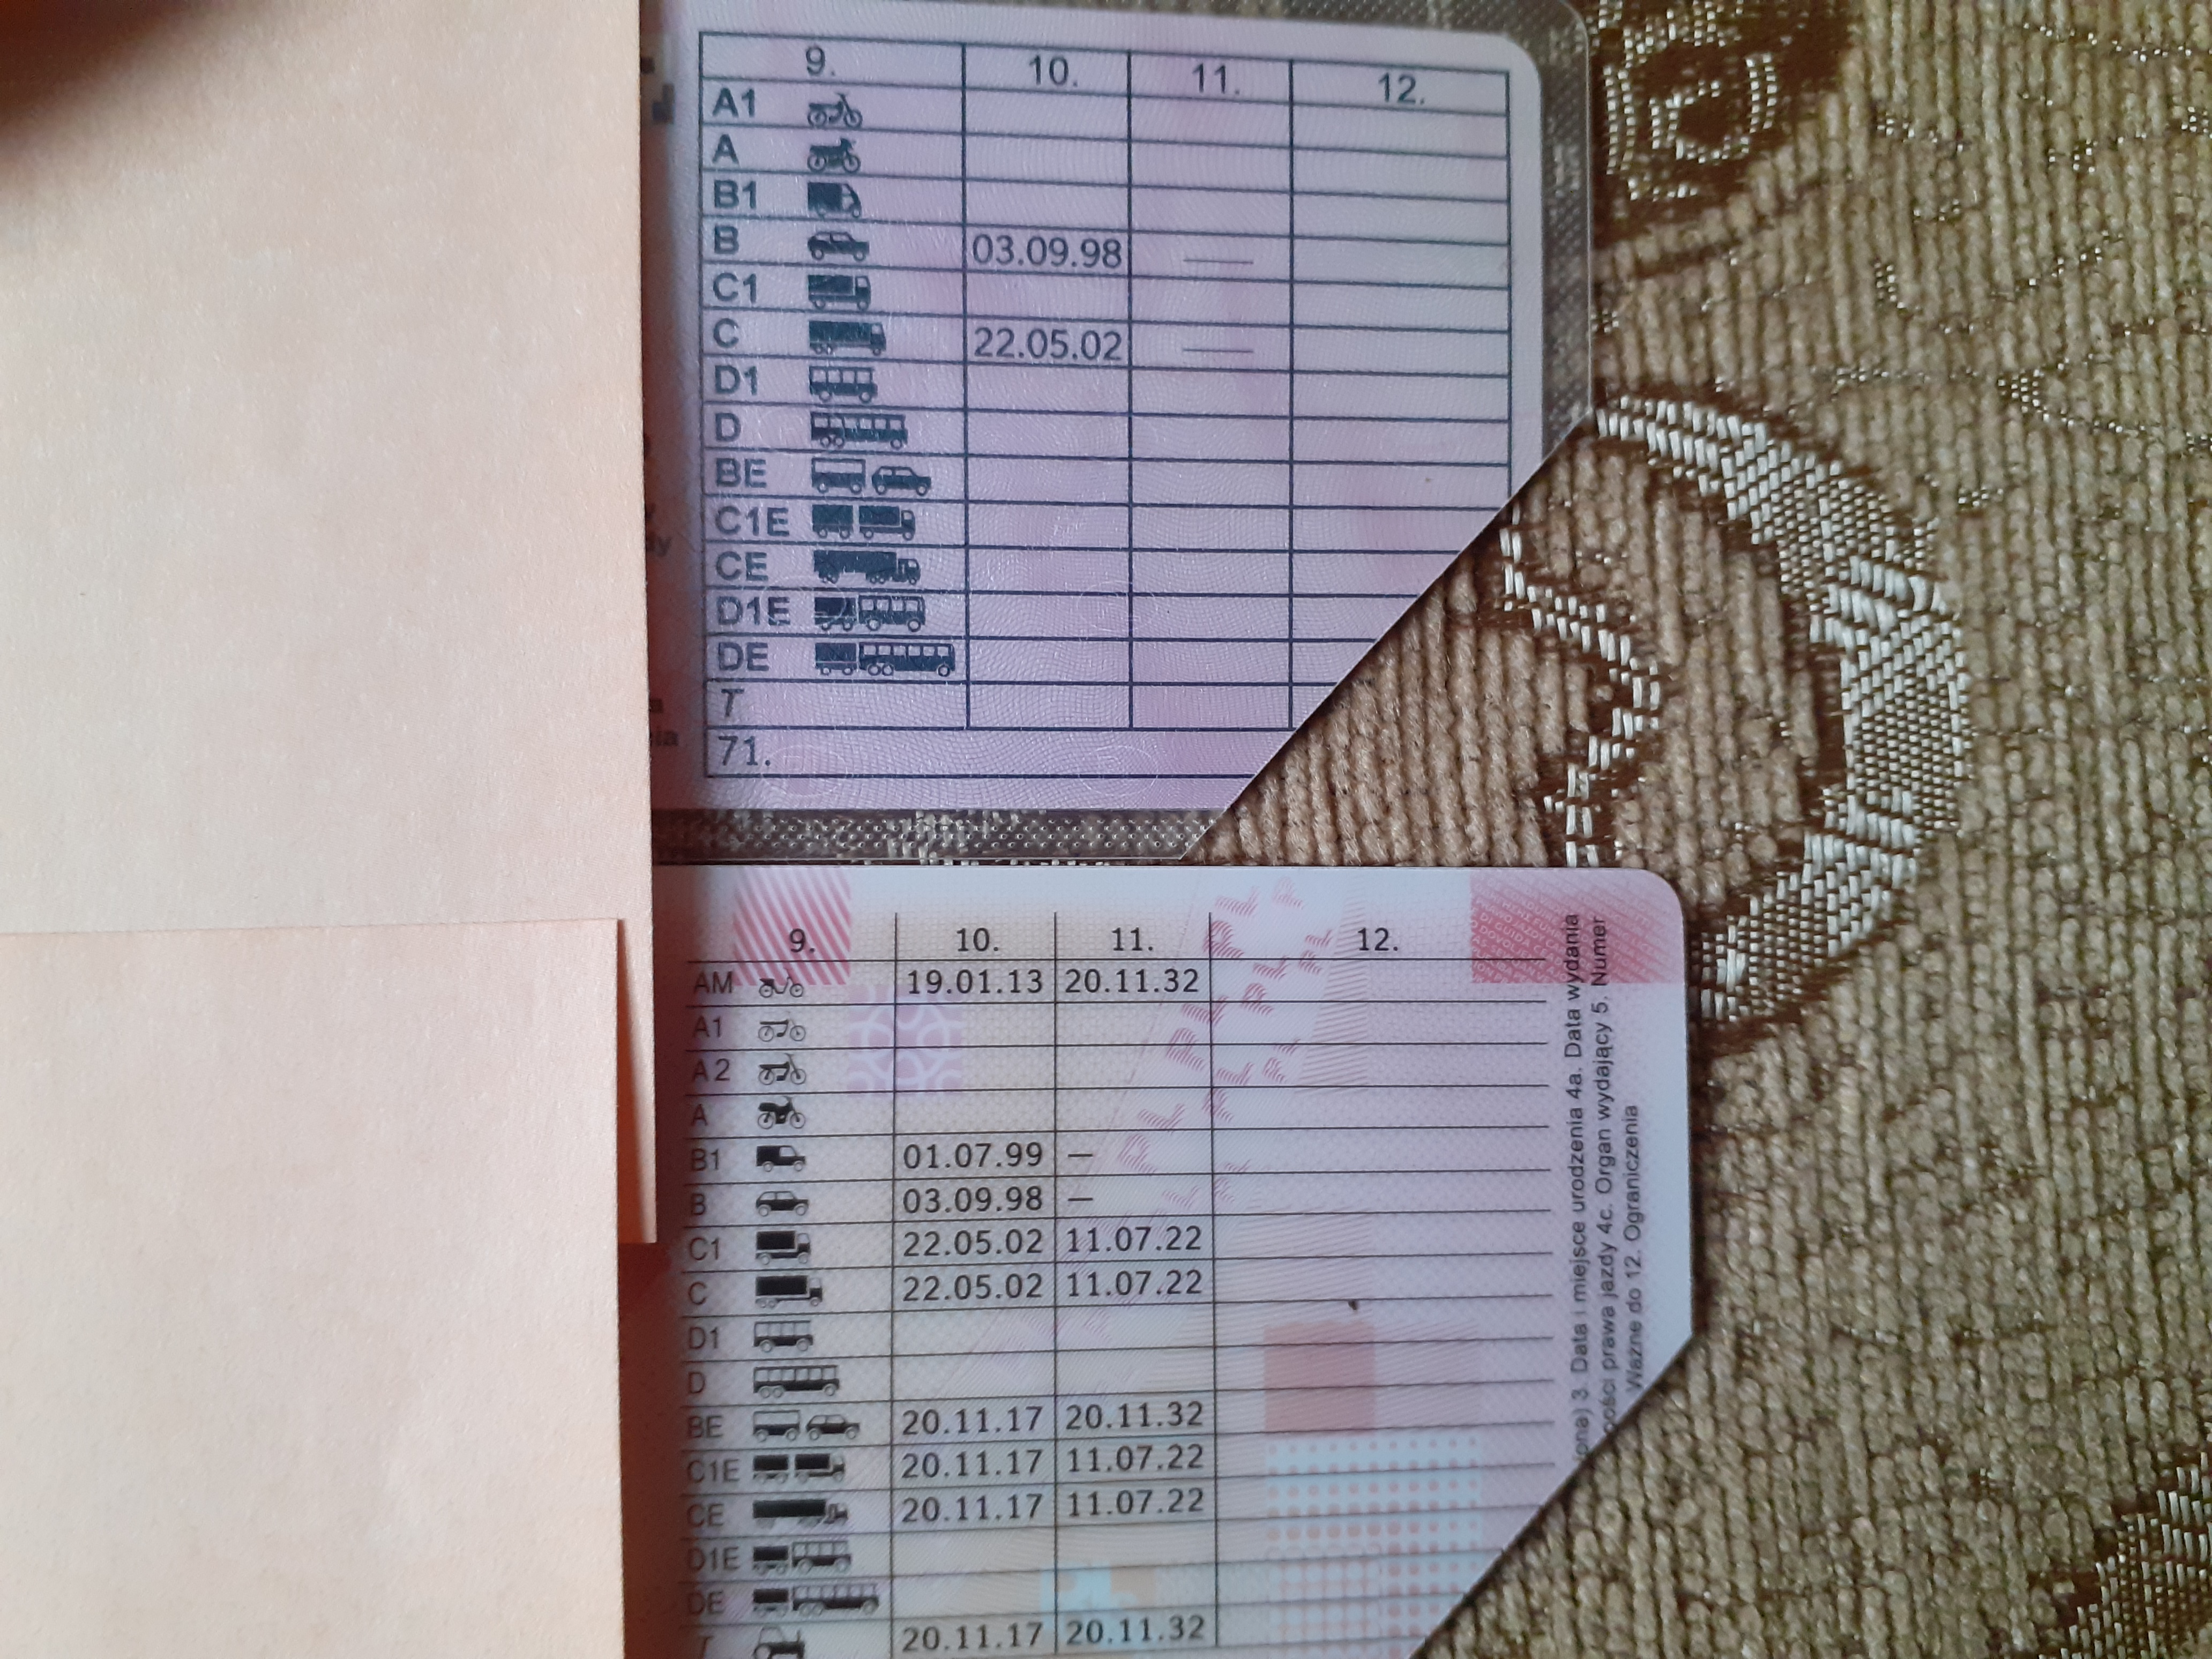 9. 10. 11. 12.
A1
A
B1
B 03.09.98 —
C1
C 22.05.02 —
D1
D
BE
C1E
CE
D1E
DE
T
71.
9. 10. 11. 12.
AM 19.01.13 20.11.32
A1
A2
A
B1 01.07.99 —
B 03.09.98 —
C1 22.05.02 11.07.22
C 22.05.02 11.07.22
D1
D
BE 20.11.17 20.11.32
C1E 20.11.17 11.07.22
CE 20.11.17 11.07.22
D1E
DE
T 20.11.17 20.11.32
3. Data i miejsce urodzenia 4a. Data wydania
prawa jazdy 4c. Organ wydający 5. Numer
Ważne do 12. Ograniczenia